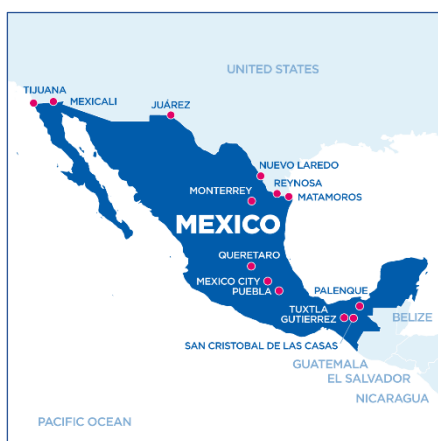 UNITED STATES
TIJUANA
MEXICALI
JUÁREZ
NUEVO LAREDO
REYNOSA
MONTERREY
MATAMOROS
MEXICO
QUERETARO
MEXICO CITY
PUEBLA
PALENQUE
TUXTLA
GUTIERREZ
BELIZE
SAN CRISTOBAL DE LAS CASAS
GUATEMALA
EL SALVADOR
NICARAGUA
PACIFIC OCEAN